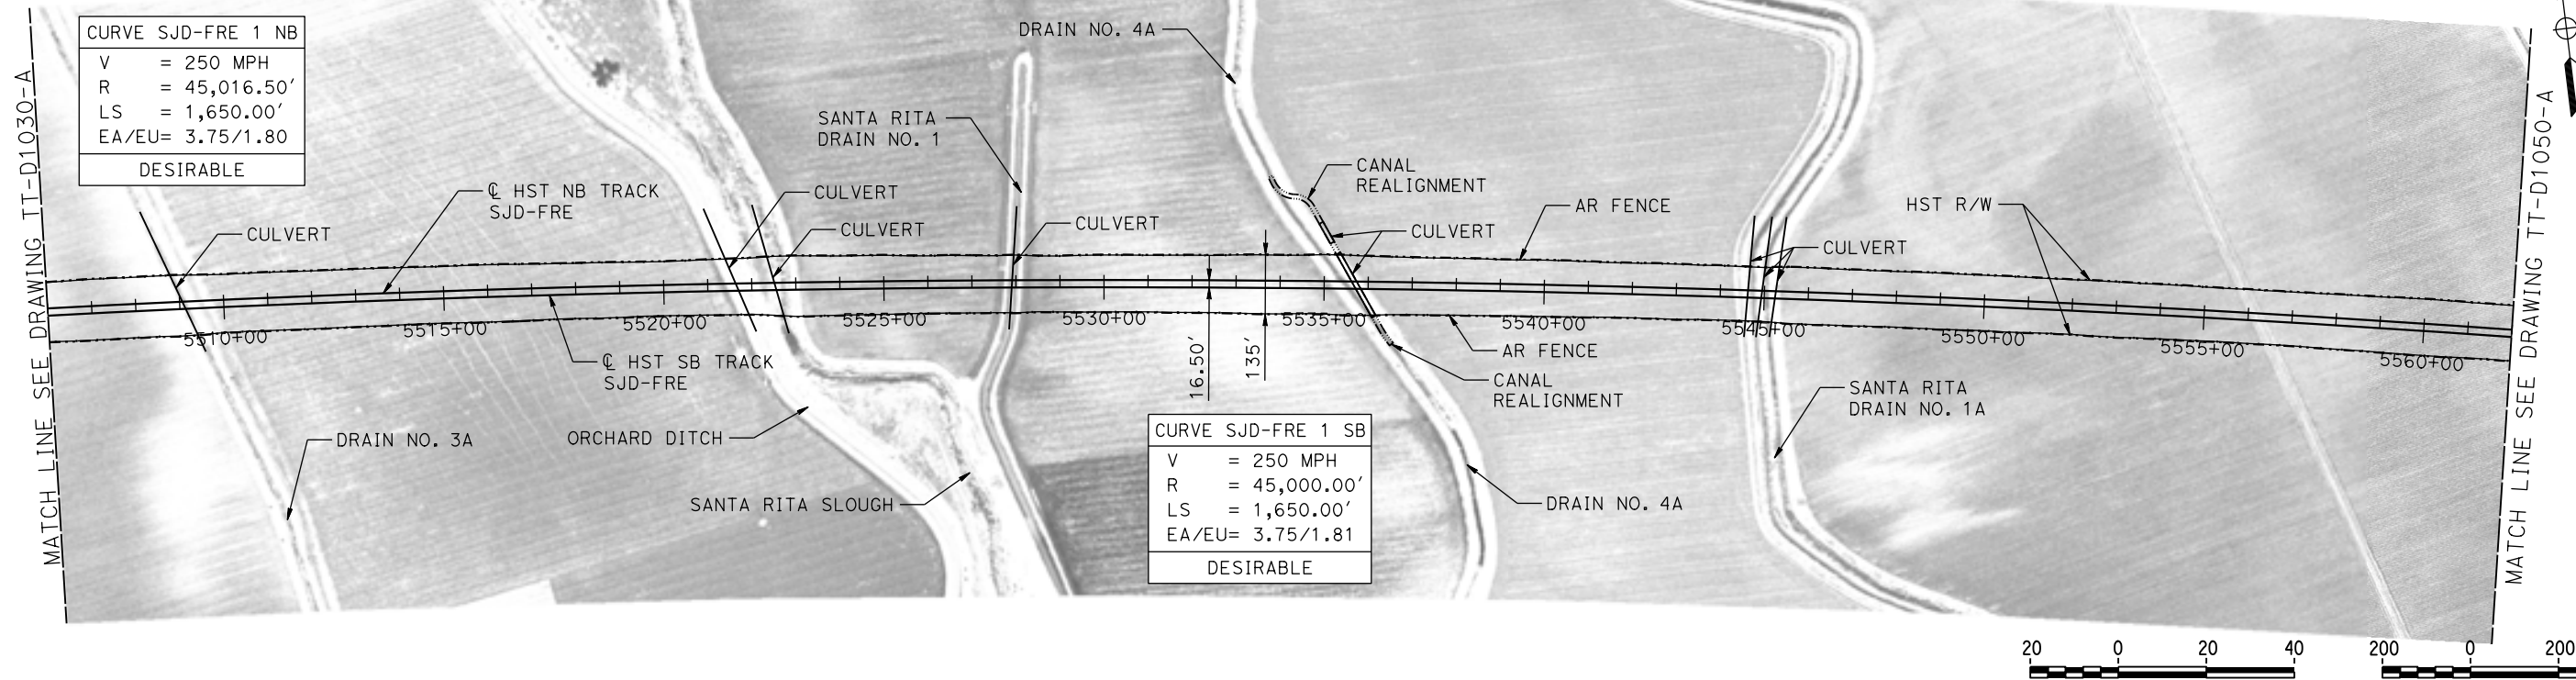 CURVE SJD-FRE 1 NB
V = 250 MPH
R = 45,016.50′
LS = 1,650.00′
EA/EU= 3.75/1.80
DESIRABLE
MATCH LINE SEE DRAWING TT-D1030-A
℄ HST NB TRACK
SJD-FRE
CULVERT
DRAIN NO. 3A
℄ HST SB TRACK
SJD-FRE
ORCHARD DITCH
SANTA RITA SLOUGH
CULVERT
CULVERT
SANTA RITA
DRAIN NO. 1
CULVERT
DRAIN NO. 4A
CANAL
REALIGNMENT
CULVERT
AR FENCE
HST R/W
CULVERT
5510+00
5515+00
5520+00
5525+00
5530+00
5535+00
5540+00
5545+00
5550+00
5555+00
5560+00
16.50′
135′
AR FENCE
CANAL
REALIGNMENT
SANTA RITA
DRAIN NO. 1A
CURVE SJD-FRE 1 SB
V = 250 MPH
R = 45,000.00′
LS = 1,650.00′
EA/EU= 3.75/1.81
DESIRABLE
DRAIN NO. 4A
MATCH LINE SEE DRAWING TT-D1050-A
20 0 20 40
200 0 200